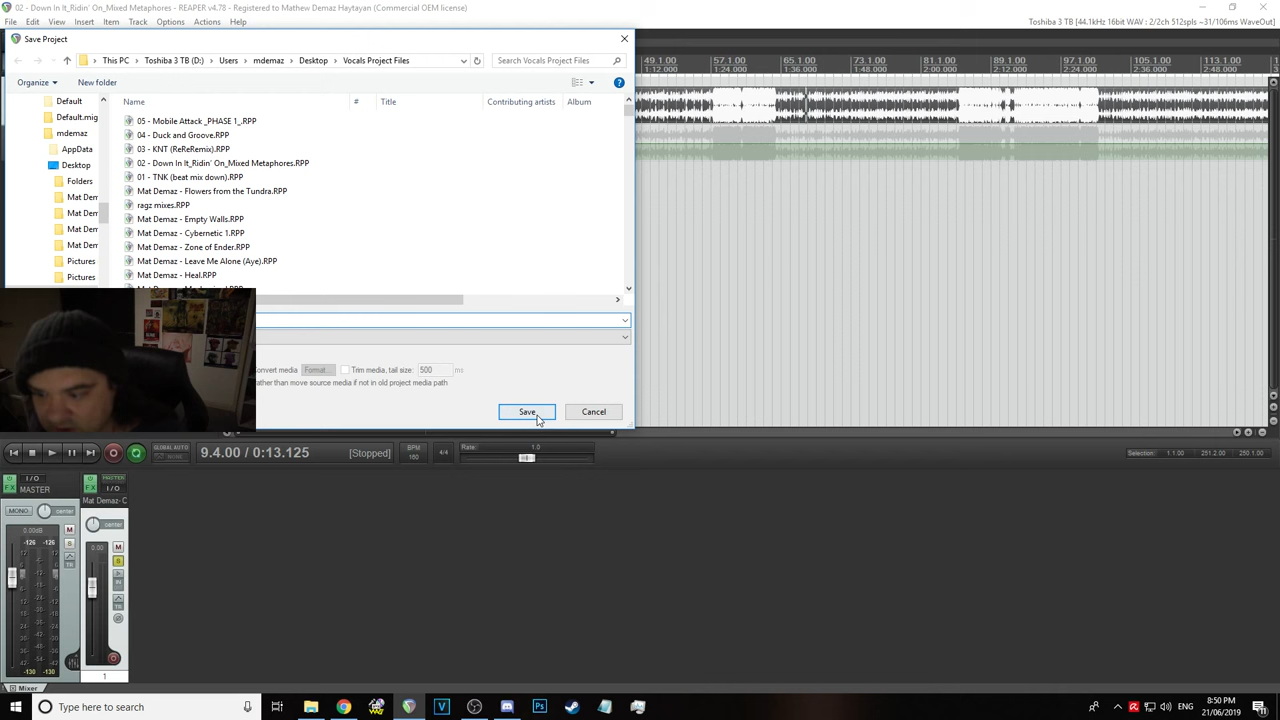 02 - Down In It_Ridin' On_Mixed Metaphores - REAPER v4.78 - Registered to Mathew Demaz Haytayan (Commercial OEM license)
File Edit View Insert Item Track Options Actions Help
Toshiba 3 TB [44.1kHz 16bit WAV : 2/2ch 512spls ~31/106ms WaveOut]
Save Project
This PC > Toshiba 3 TB (D:) > Users > mdemaz > Desktop > Vocals Project Files
Search Vocals Project Files
Organize New folder
Name # Title Contributing artists Album
Default
Default.mig
mdemaz
AppData
Desktop
Folders
Mat Dem
Mat Dem
Mat Dem
Mat Dem
Pictures
Pictures
05 - Mobile Attack _PHASE 1_.RPP
04 - Duck and Groove.RPP
03 - KNT (ReReRemix).RPP
02 - Down In It_Ridin' On_Mixed Metaphores.RPP
01 - TNK (beat mix down).RPP
Mat Demaz - Flowers from the Tundra.RPP
ragz mixes.RPP
Mat Demaz - Empty Walls.RPP
Mat Demaz - Cybernetic 1.RPP
Mat Demaz - Zone of Ender.RPP
Mat Demaz - Leave Me Alone (Aye).RPP
Mat Demaz - Heal.RPP
Convert media Format... Trim media, tail size: 500 ms
rather than move source media if not in old project media path
Save Cancel
49.1.00 57.1.00 65.1.00 73.1.00 81.1.00 89.1.00 97.1.00 105.1.00 113.1.00
1:12.000 1:24.000 1:36.000 1:48.000 2:00.000 2:12.000 2:24.000 2:36.000 2:48.000
GLOBAL AUTO
NONE
9.4.00 / 0:13.125 [Stopped]
BPM
160
4/4
Rate: 1.0
Selection: 1.1.00 251.2.00 250.1.00
FX I/O
MASTER
MONO center
0.00dB
-126 -126
M
S
TR
-130 -130
MASTER
FX I/O
Mat Demaz- C
center
0.00
M
S
IN
TR
1
Mixer
Type here to search
ENG
8:50 PM
21/06/2019